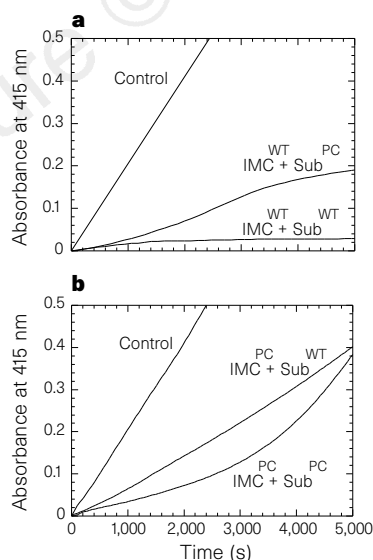 a
Absorbance at 415 nm
0.5
0.4
0.3
0.2
0.1
0
Control
WT PC
IMC + Sub
WT WT
IMC + Sub
b
Absorbance at 415 nm
0.5
0.4
0.3
0.2
0.1
0
Control
PC WT
IMC + Sub
PC PC
IMC + Sub
0 1,000 2,000 3,000 4,000 5,000
Time (s)